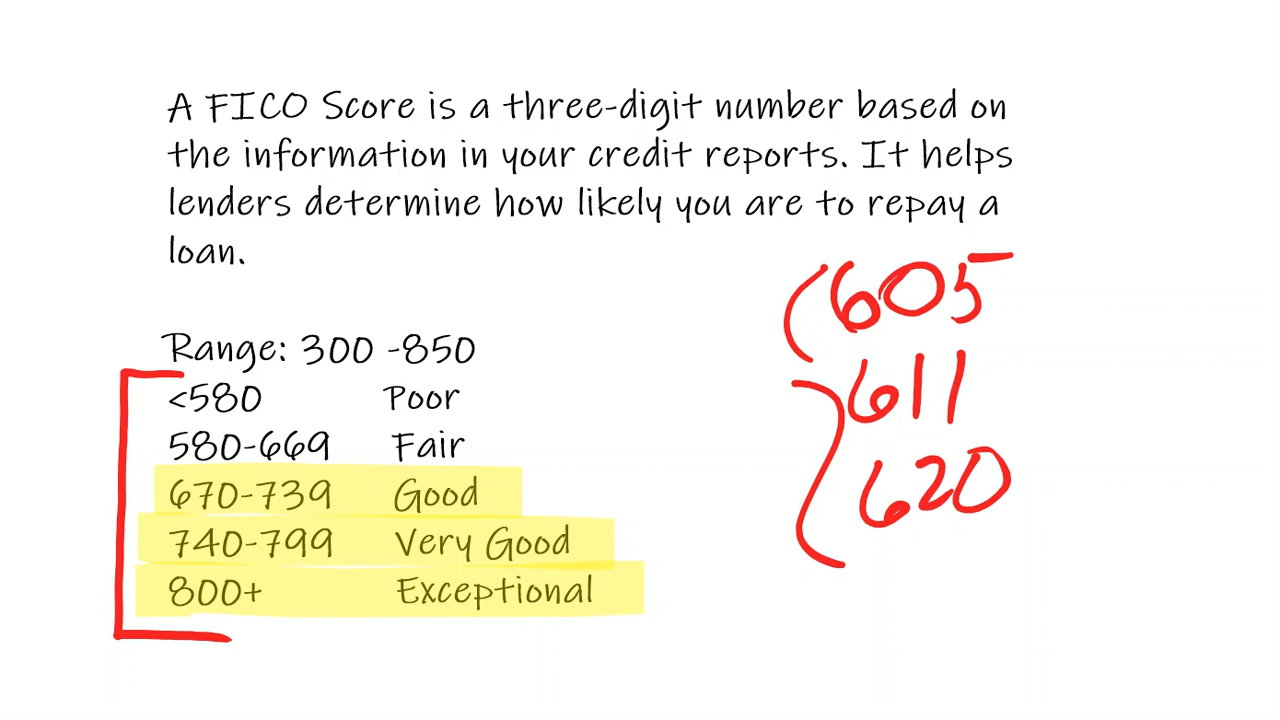 A FICO Score is a three-digit number based on
the information in your credit reports. It helps
lenders determine how likely you are to repay a
loan.
Range: 300 -850
<580 Poor
580-669 Fair
670-739 Good
740-799 Very Good
800+ Exceptional
605
611
620